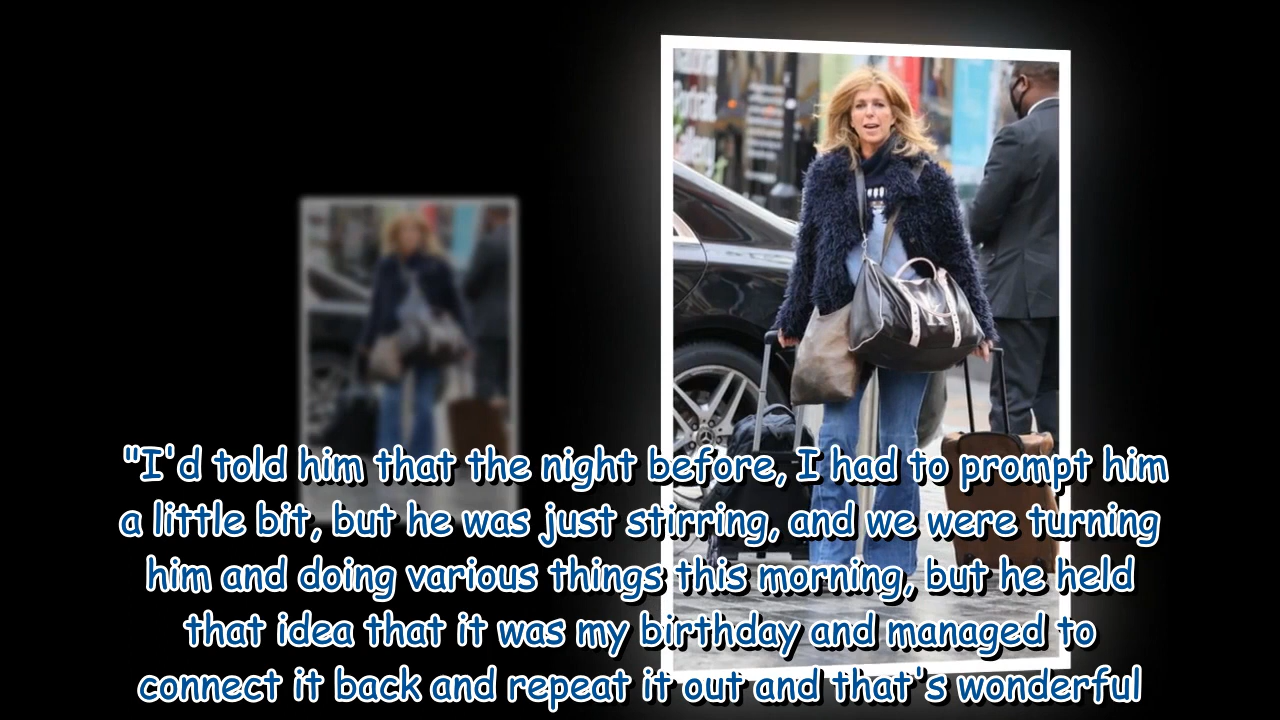 "I'd told him that the night before, I had to prompt him
a little bit, but he was just stirring, and we were turning
him and doing various things this morning, but he held
that idea that it was my birthday and managed to
connect it back and repeat it out and that's wonderful